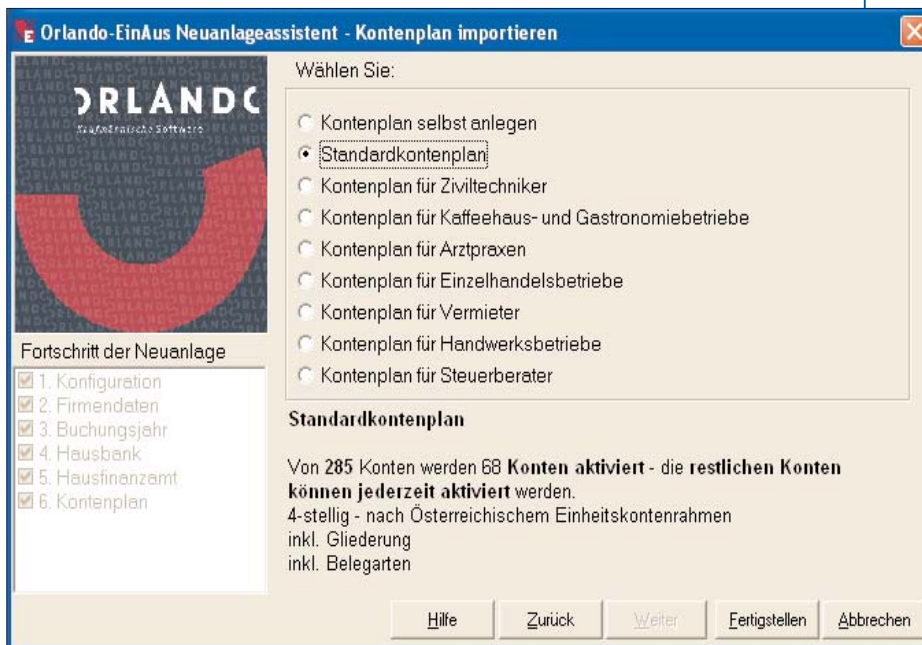 Orlando-EinAus Neuanlageassistent - Kontenplan importieren
ORLANDO
Kaufmännische Software
Fortschritt der Neuanlage
1. Konfiguration
2. Firmendaten
3. Buchungsjahr
4. Hausbank
5. Hausfinanzamt
6. Kontenplan
Wählen Sie:
Kontenplan selbst anlegen
Standardkontenplan
Kontenplan für Ziviltechniker
Kontenplan für Kaffeehaus- und Gastronomiebetriebe
Kontenplan für Arztpraxen
Kontenplan für Einzelhandelsbetriebe
Kontenplan für Vermieter
Kontenplan für Handwerksbetriebe
Kontenplan für Steuerberater
Standardkontenplan
Von 285 Konten werden 68 Konten aktiviert - die restlichen Konten
können jederzeit aktiviert werden.
4-stellig - nach Österreichischem Einheitskontenrahmen
inkl. Gliederung
inkl. Belegarten
Hilfe
Zurück
Weiter
Fertigstellen
Abbrechen